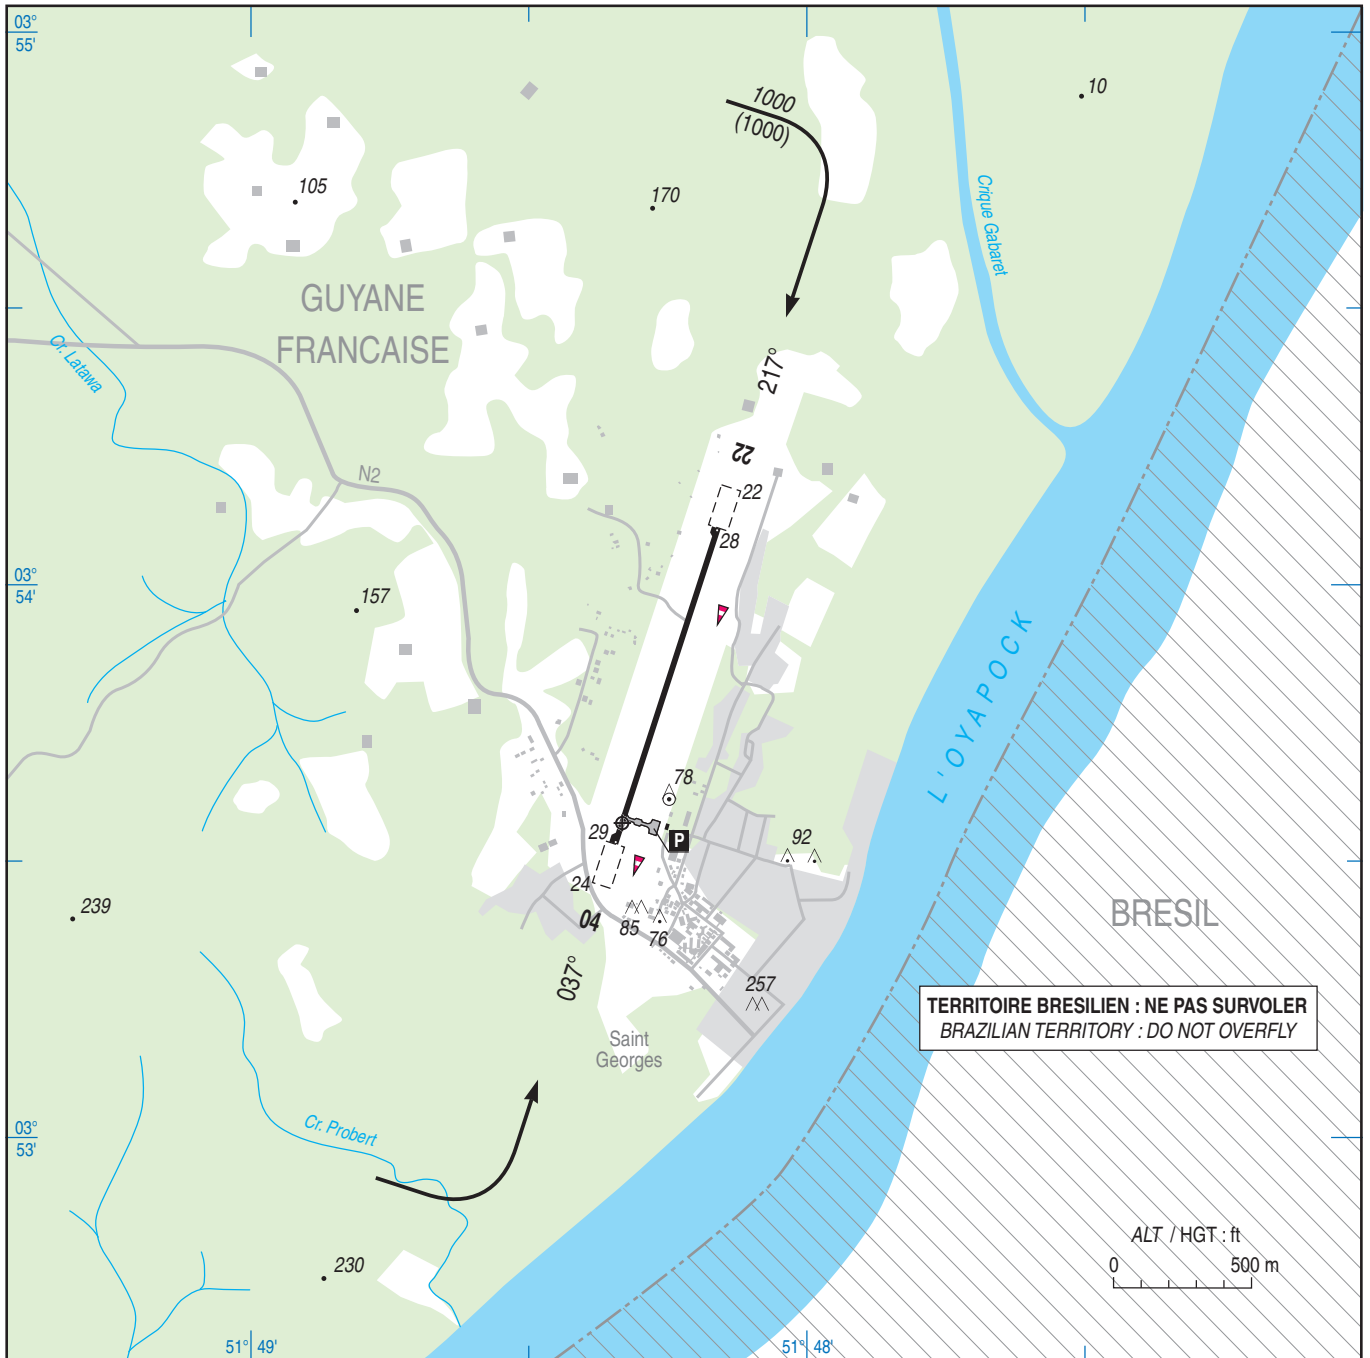 03°
55'
1000
(1000)
10
105
170
Crique Gabaret
GUYANE
FRANCAISE
Cr. Latawa
217°
22
N2
22
28
03°
54'
157
L'OYAPOCK
78
29
P
92
24
239
04
85
76
BRESIL
037°
257
TERRITOIRE BRESILIEN : NE PAS SURVOLER
BRAZILIAN TERRITORY : DO NOT OVERFLY
Saint
Georges
03°
53'
Cr. Probert
ALT / HGT : ft
0 500 m
230
51° 49' 51° 48'